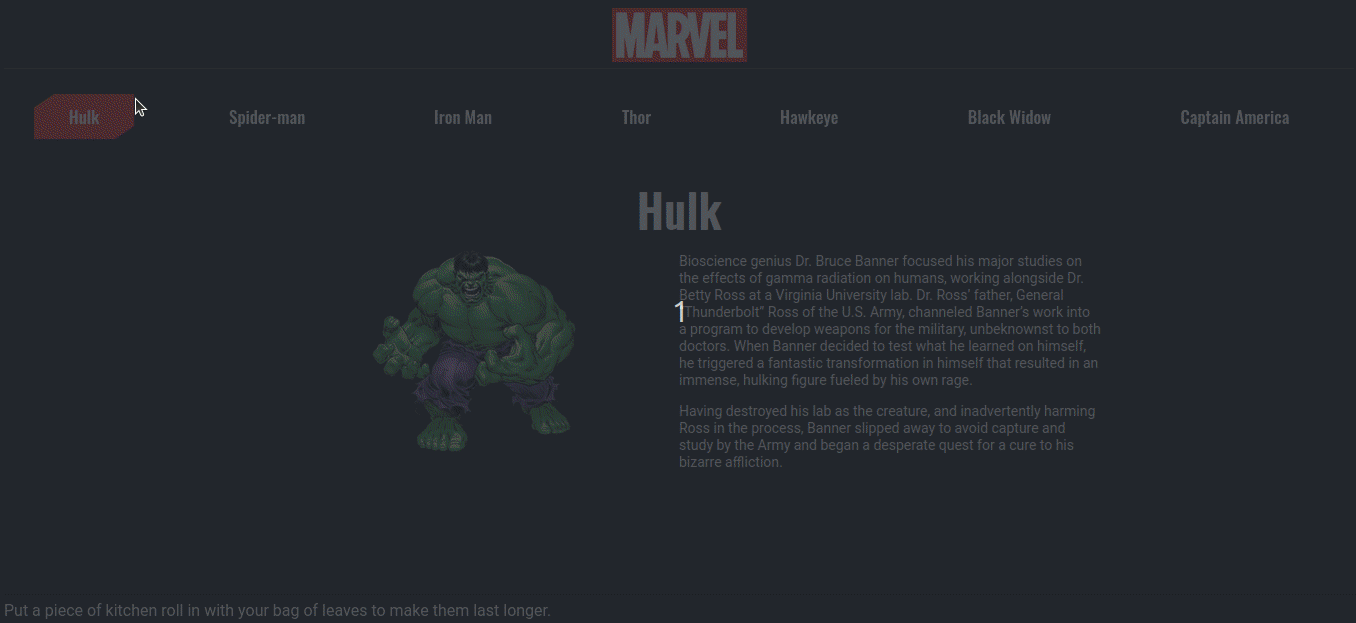 MARVEL
Hulk Spider-man Iron Man Thor Hawkeye Black Widow Captain America
Hulk
Bioscience genius Dr. Bruce Banner focused his major studies on
the effects of gamma radiation on humans, working alongside Dr.
Betty Ross at a Virginia University lab. Dr. Ross’ father, General
“Thunderbolt” Ross of the U.S. Army, channeled Banner’s work into
1
a program to develop weapons for the military, unbeknownst to both
doctors. When Banner decided to test what he learned on himself,
he triggered a fantastic transformation in himself that resulted in an
immense, hulking figure fueled by his own rage.
Having destroyed his lab as the creature, and inadvertently harming
Ross in the process, Banner slipped away to avoid capture and
study by the Army and began a desperate quest for a cure to his
bizarre affliction.
Put a piece of kitchen roll in with your bag of leaves to make them last longer.